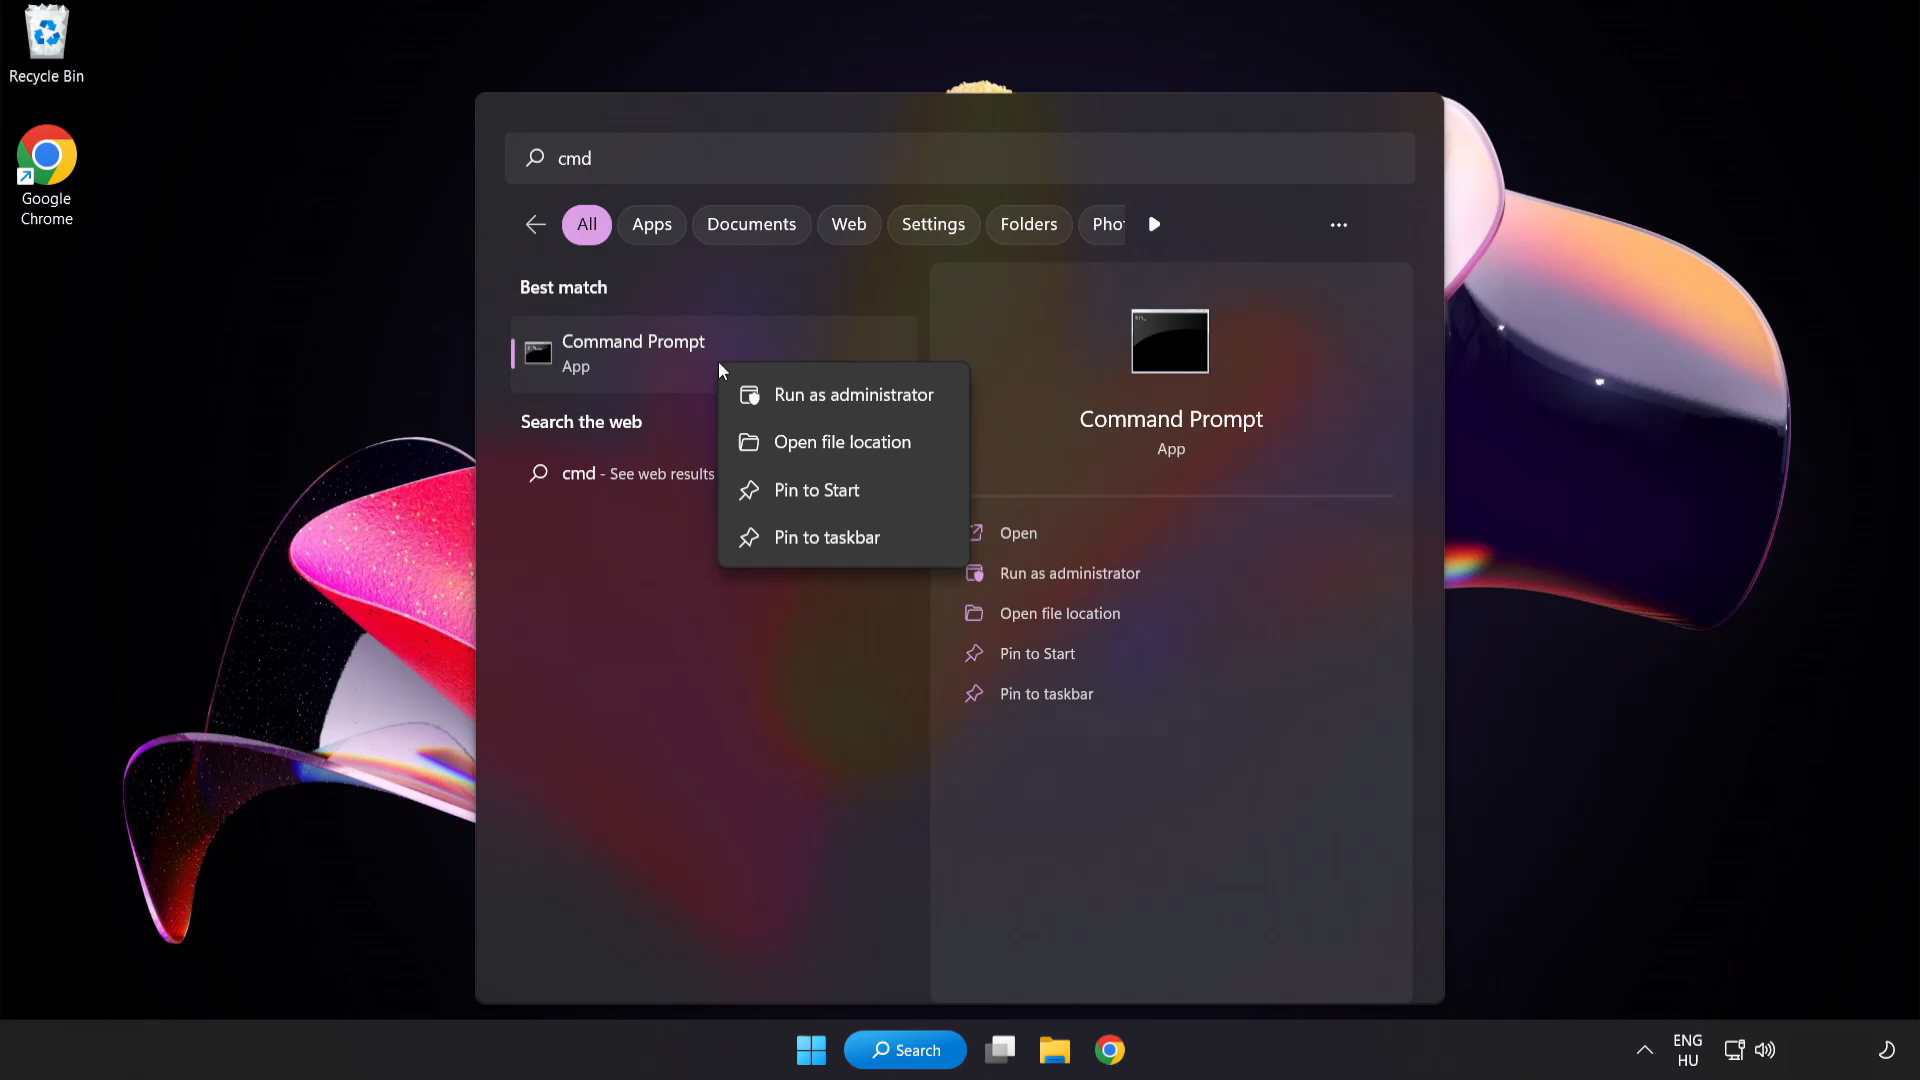 Recycle Bin
Google
Chrome
cmd
All
Apps
Documents
Web
Settings
Folders
Best match
Command Prompt
App
Search the web
cmd - See web results
Run as administrator
Open file location
Pin to Start
Pin to taskbar
Command Prompt
App
Open
Run as administrator
Open file location
Pin to Start
Pin to taskbar
Search
ENG
HU